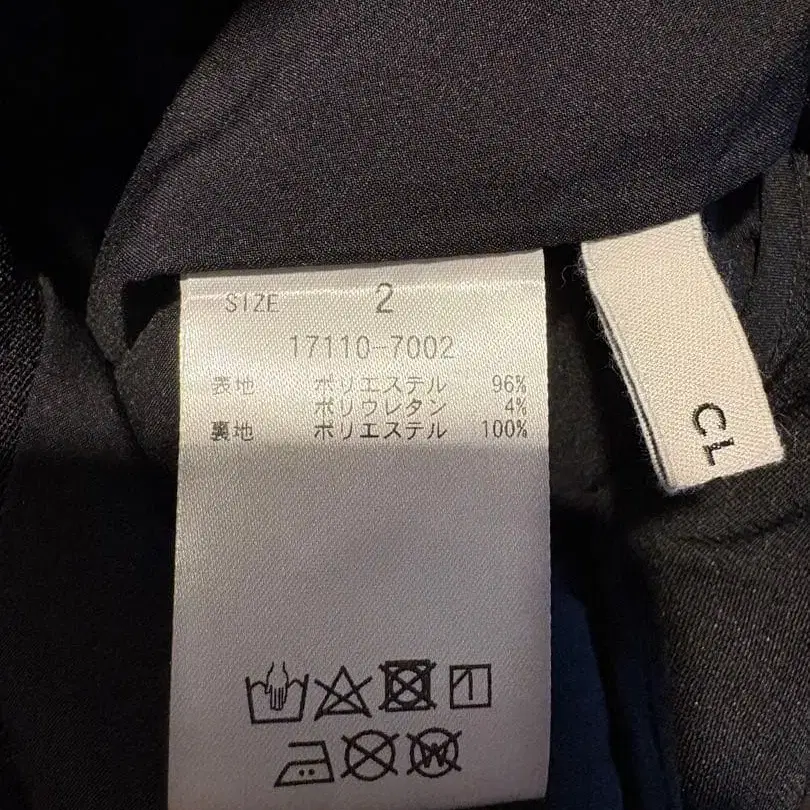 SIZE 2
17110-7002
表地 ポリエステル 96%
ポリウレタン 4%
裏地 ポリエステル 100%
CL
W